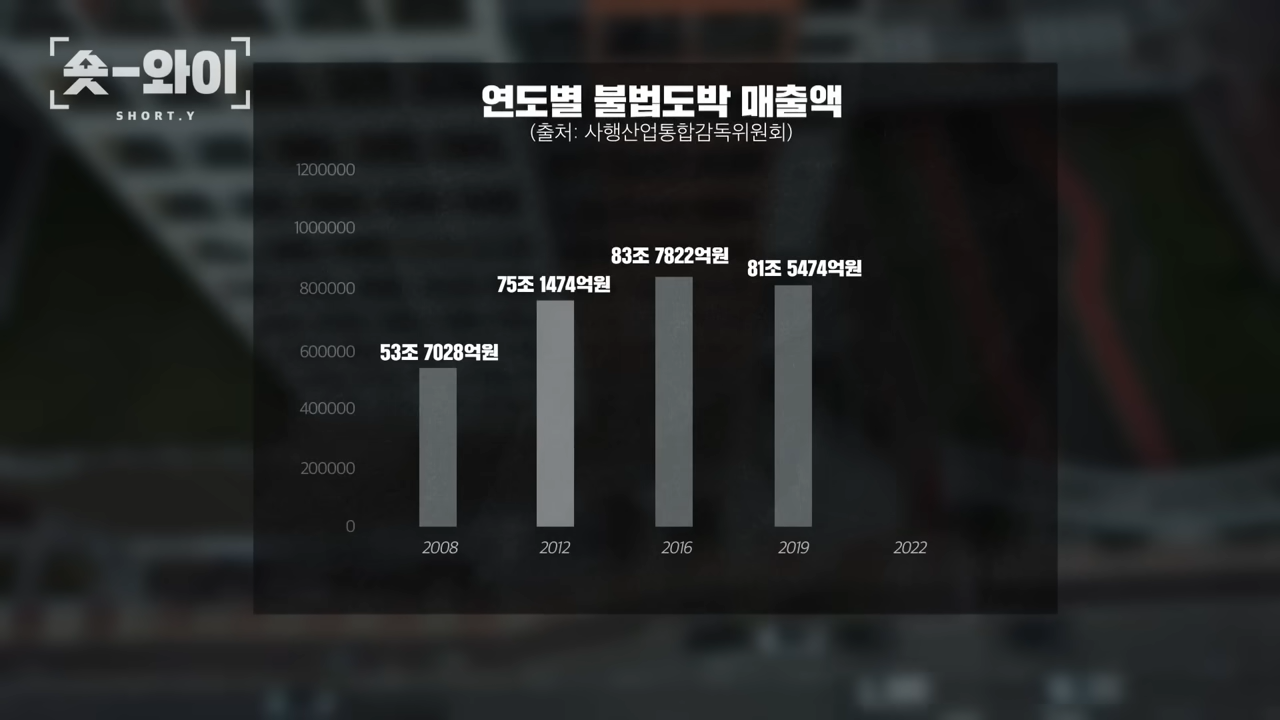 숏-와이
SHORT.Y
연도별 불법도박 매출액
(출처: 사행산업통합감독위원회)
1200000
1000000
800000
600000
400000
200000
0
53조 7028억원
75조 1474억원
83조 7822억원
81조 5474억원
2008
2012
2016
2019
2022